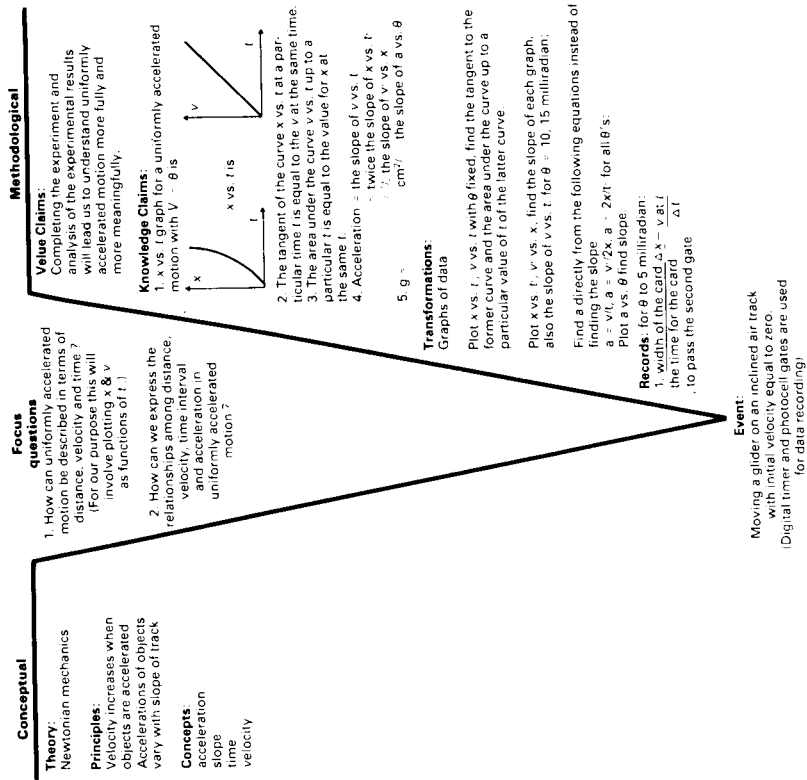 Conceptual
Theory:
Newtonian mechanics
Principles:
Velocity increases when
objects are accelerated
Accelerations of objects
vary with slope of track
Concepts:
acceleration
slope
time
velocity
Focus
questions
1. How can uniformly accelerated
motion be described in terms of
distance, velocity and time ?
(For our purpose this will
involve plotting x & v
as functions of t.)
2. How can we express the
relationships among distance,
velocity, time interval
and acceleration in
uniformly accelerated
motion ?
Methodological
Value Claims:
Completing the experiment and
analysis of the experimental results
will lead us to understand uniformly
accelerated motion more fully and
more meaningfully.
Knowledge Claims:
1. x vs. t graph for a uniformly accelerated
motion with V = θ is
x
t
x vs. t is
v
t
2. The tangent of the curve x vs. t at a par-
ticular time t is equal to the v at the same time.
3. The area under the curve v vs. t up to a
particular t is equal to the value for x at
the same t.
4. Acceleration = the slope of v vs. t
twice the slope of x vs. t
the slope of v vs. x
cm²/ the slope of a vs. θ
5. g =
Transformations:
Graphs of data
Plot x vs. t, v vs. t with θ fixed, find the tangent to the
former curve and the area under the curve up to a
particular value of t of the latter curve.
Plot x vs. t, v vs. x, find the slope of each graph,
also the slope of v vs. t for θ = 10, 15 milliradian;
Find a directly from the following equations instead of
finding the slope
a = v/t, a = v/2x, a = 2x/t for all θ's:
Plot a vs. θ find slope.
Records: for θ to 5 milliradian:
1. width of the card Δx = v at t
the time for the card Δt
, to pass the second gate
Event:
Moving a glider on an inclined air track
with initial velocity equal to zero.
(Digital timer and photocell gates are used
for data recording)